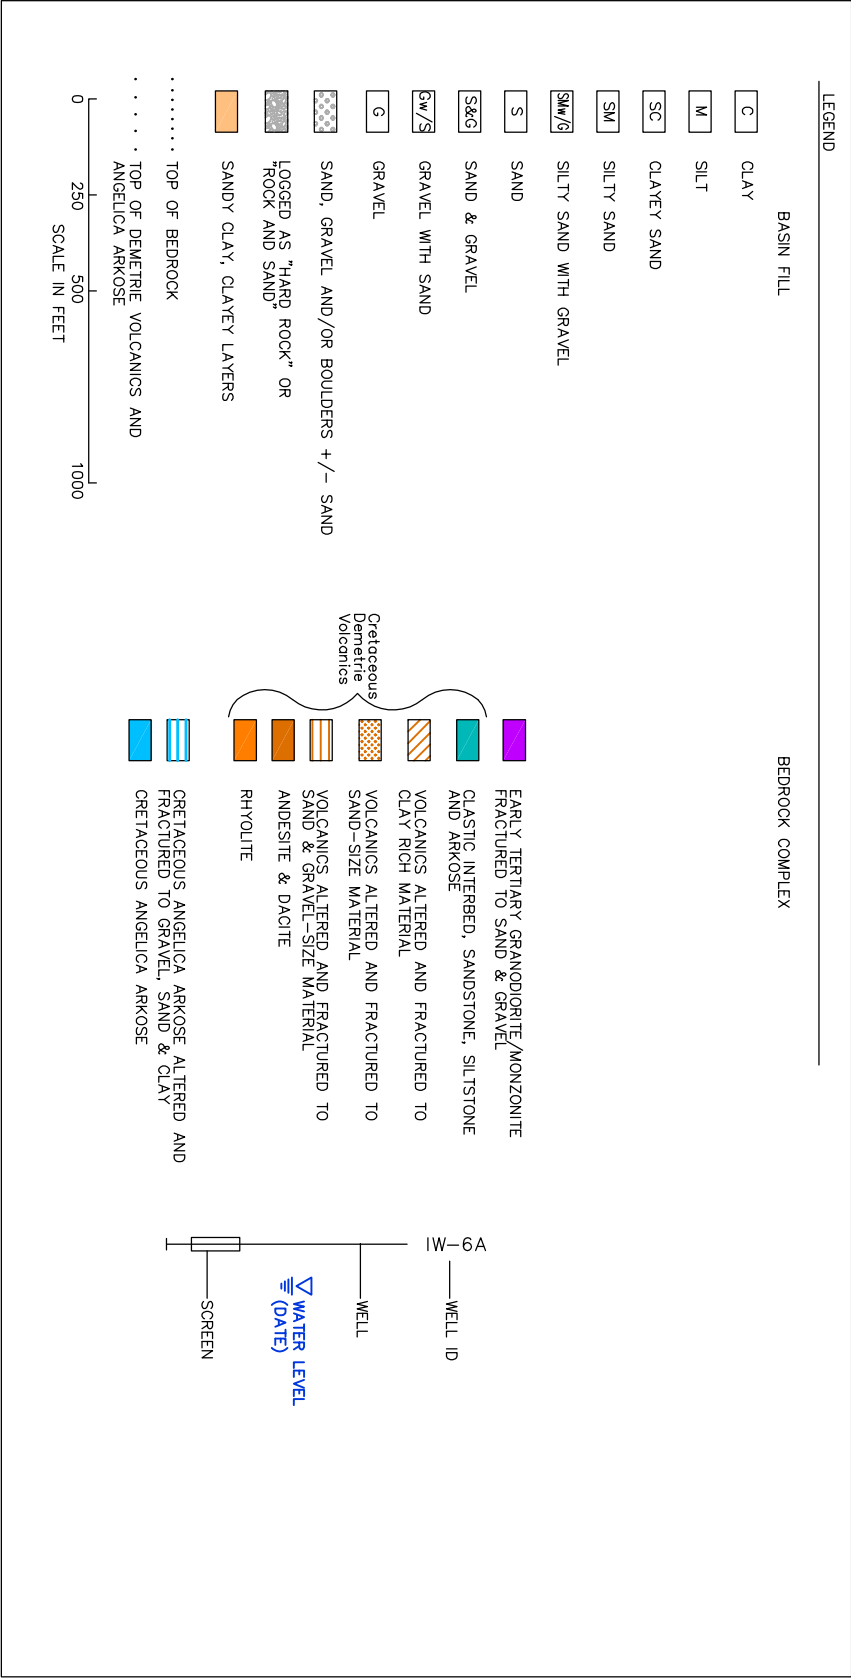 LEGEND
BASIN FILL
C CLAY
M SILT
SC CLAYEY SAND
SM SILTY SAND
SMw/G SILTY SAND WITH GRAVEL
S SAND
S&G SAND & GRAVEL
Gw/S GRAVEL WITH SAND
G GRAVEL
SAND, GRAVEL AND/OR BOULDERS +/- SAND
LOGGED AS "HARD ROCK" OR
"ROCK AND SAND"
SANDY CLAY, CLAYEY LAYERS
TOP OF BEDROCK
TOP OF DEMETRIE VOLCANICS AND
ANGELICA ARKOSE
0 250 500 1000
SCALE IN FEET
BEDROCK COMPLEX
EARLY TERTIARY GRANODIORITE/MONZONITE
FRACTURED TO SAND & GRAVEL
Cretaceous
Demetrie
Volcanics
CLASTIC INTERBED, SANDSTONE, SILTSTONE
AND ARKOSE
VOLCANICS ALTERED AND FRACTURED TO
CLAY RICH MATERIAL
VOLCANICS ALTERED AND FRACTURED TO
SAND-SIZE MATERIAL
VOLCANICS ALTERED AND FRACTURED TO
SAND & GRAVEL-SIZE MATERIAL
ANDESITE & DACITE
RHYOLITE
CRETACEOUS ANGELICA ARKOSE ALTERED AND
FRACTURED TO GRAVEL, SAND & CLAY
CRETACEOUS ANGELICA ARKOSE
IW-6A WELL ID
WELL
WATER LEVEL
(DATE)
SCREEN